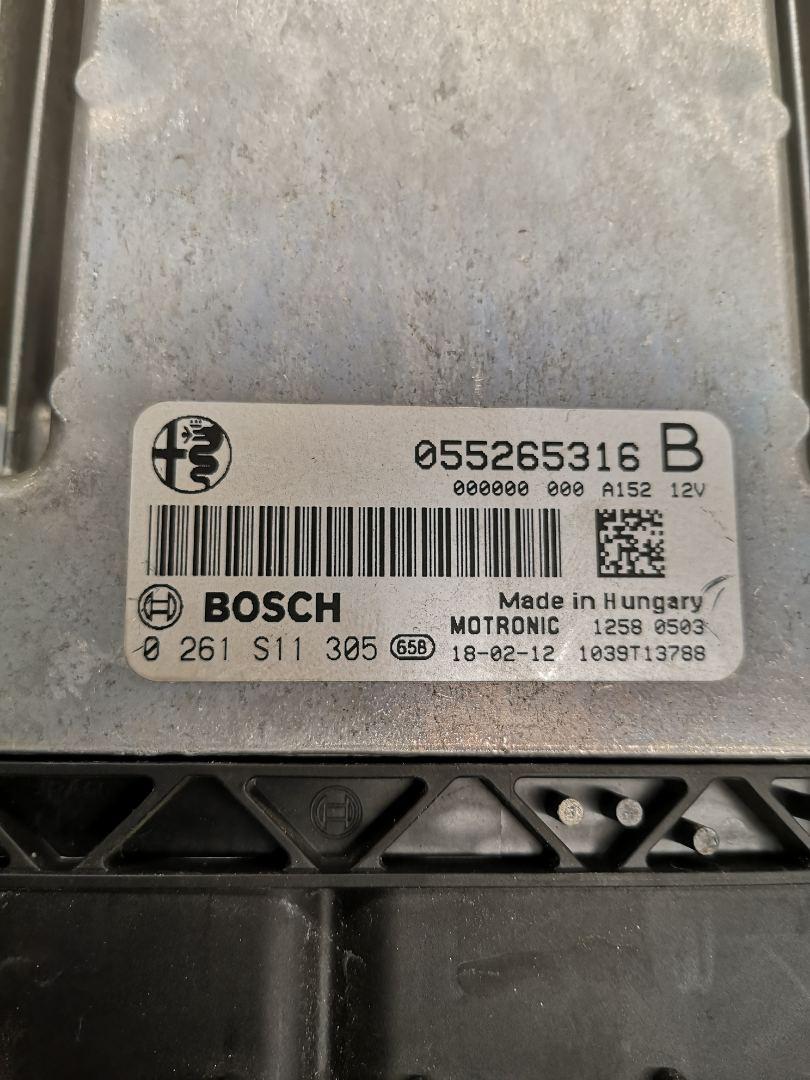 055265316 B
000000 000 A152 12V
BOSCH
Made in Hungary
MOTRONIC 1258 0503
0 261 S11 305 65B 18-02-12 1039T13788